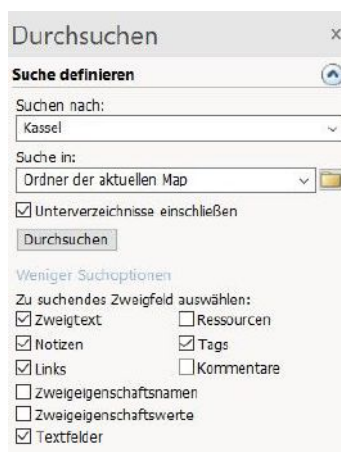 Durchsuchen
Suche definieren
Suchen nach:
Kassel
Suche in:
Ordner der aktuellen Map
Unterverzeichnisse einschließen
Durchsuchen
Weniger Suchoptionen
Zu suchendes Zweigfeld auswählen:
Zweigtext Ressourcen
Notizen Tags
Links Kommentare
Zweigeigenschaftsnamen
Zweigeigenschaftswerte
Textfelder